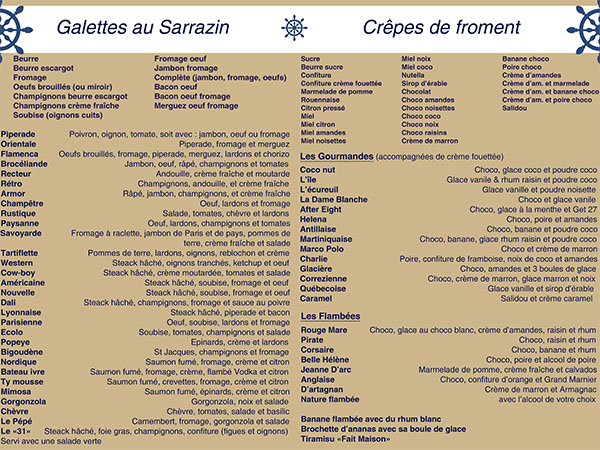 Galettes au Sarrazin
Beurre
Beurre escargot
Fromage
Oeufs brouillés (ou miroir)
Champignons beurre escargot
Champignons crème fraîche
Soubise (oignons cuits)
Fromage oeuf
Jambon fromage
Complète (jambon, fromage, oeufs)
Bacon oeuf
Bacon oeuf fromage
Merguez oeuf fromage
Piperade Poivron, oignon, tomate, soit avec : jambon, oeuf ou fromage
Orientale Piperade, fromage et merguez
Flamenca Oeufs brouillés, fromage, piperade, merguez, lardons et chorizo
Brocéliande Jambon, oeuf, râpé, champignons et tomates
Recteur Andouille, crème fraîche et moutarde
Rétro Champignons, andouille, et crème fraîche
Armor Râpé, jambon, champignons, et crème fraîche
Champêtre Oeuf, lardons et fromage
Rustique Salade, tomates, chèvre et lardons
Paysanne Oeuf, lardons, champignons et tomates
Savoyarde Fromage à raclette, jambon de Paris et de pays, pommes de
terre, crème fraîche et salade
Tartiflette Pommes de terre, lardons, oignons, reblochon et crème
Western Steack hâché, oignons tranchés, ketchup et oeuf
Cow-boy Steack hâché, crème moutardée, tomates et salade
Américaine Steack hâché, soubise, fromage et oeuf
Nouvelle Steack hâché, soubise, fromage et oeuf
Dali Steack hâché, champignons, fromage et sauce au poivre
Lyonnaise Steack hâché, piperade et bacon
Parisienne Oeuf, soubise, lardons et fromage
Ecolo Soubise, tomates, champignons et salade
Popeye Epinards, crème et lardons
Bigoudène St Jacques, champignons et fromage
Nordique Saumon fumé, fromage, crème et citron
Bateau ivre Saumon fumé, fromage, crème, flambé Vodka et citron
Ty mousse Saumon fumé, crevettes, fromage, crème et citron
Mimosa Saumon fumé, épinards, crème et citron
Gorgonzola Gorgonzola, noix et salade
Chèvre Chèvre, tomates, salade et basilic
Le Pépé Camembert, fromage, gorgonzola et salade
Le «31» Steack hâché, foie gras, champignons, confiture (figues et oignons)
Servi avec une salade verte
Crêpes de froment
Sucre
Beurre sucre
Confiture
Confiture crème fouettée
Marmelade de pomme
Rouennaise
Citron pressé
Miel
Miel citron
Miel amandes
Miel noisettes
Miel noix
Miel coco
Nutella
Sirop d'érable
Chocolat
Choco amandes
Choco noisettes
Choco coco
Choco noix
Choco raisins
Crème de marron
Banane choco
Poire choco
Crème d'amandes
Crème d'am. et marmelade
Crème d'am. et banane choco
Crème d'am. et poire choco
Salidou
Les Gourmandes (accompagnées de crème fouettée)
Coco nut Choco, glace coco et poudre coco
L'île Glace vanille & rhum raisin et poudre coco
L'écureuil Glace vanille et poudre noisette
La Dame Blanche Choco et glace vanille
After Eight Choco, glace à la menthe et Get 27
Helena Choco, poire et amandes
Antillaise Choco, banane et poudre coco
Martiniquaise Choco, banane, glace rhum raisin et poudre coco
Marco Polo Choco et crème de marron
Charlie Poire, confiture de framboise, noix de coco et amandes
Glacière Choco, amandes et 3 boules de glace
Correzienne Choco, crème de marron, glace marron et noix
Québecoise Glace vanille et sirop d'érable
Caramel Salidou et crème caramel
Les Flambées
Rouge Mare Choco, glace au choco blanc, crème d'amandes, raisin et rhum
Pirate Choco, raisin et rhum
Corsaire Choco, banane et rhum
Belle Hélène Choco, poire et alcool de poire
Jeanne D'arc Marmelade de pomme, crème fraîche et calvados
Anglaise Choco, confiture d'orange et Grand Marnier
D'artagnan Crème de marron et Armagnac
Nature flambée avec l'alcool de votre choix
Banane flambée avec du rhum blanc
Brochette d'ananas avec sa boule de glace
Tiramisu «Fait Maison»